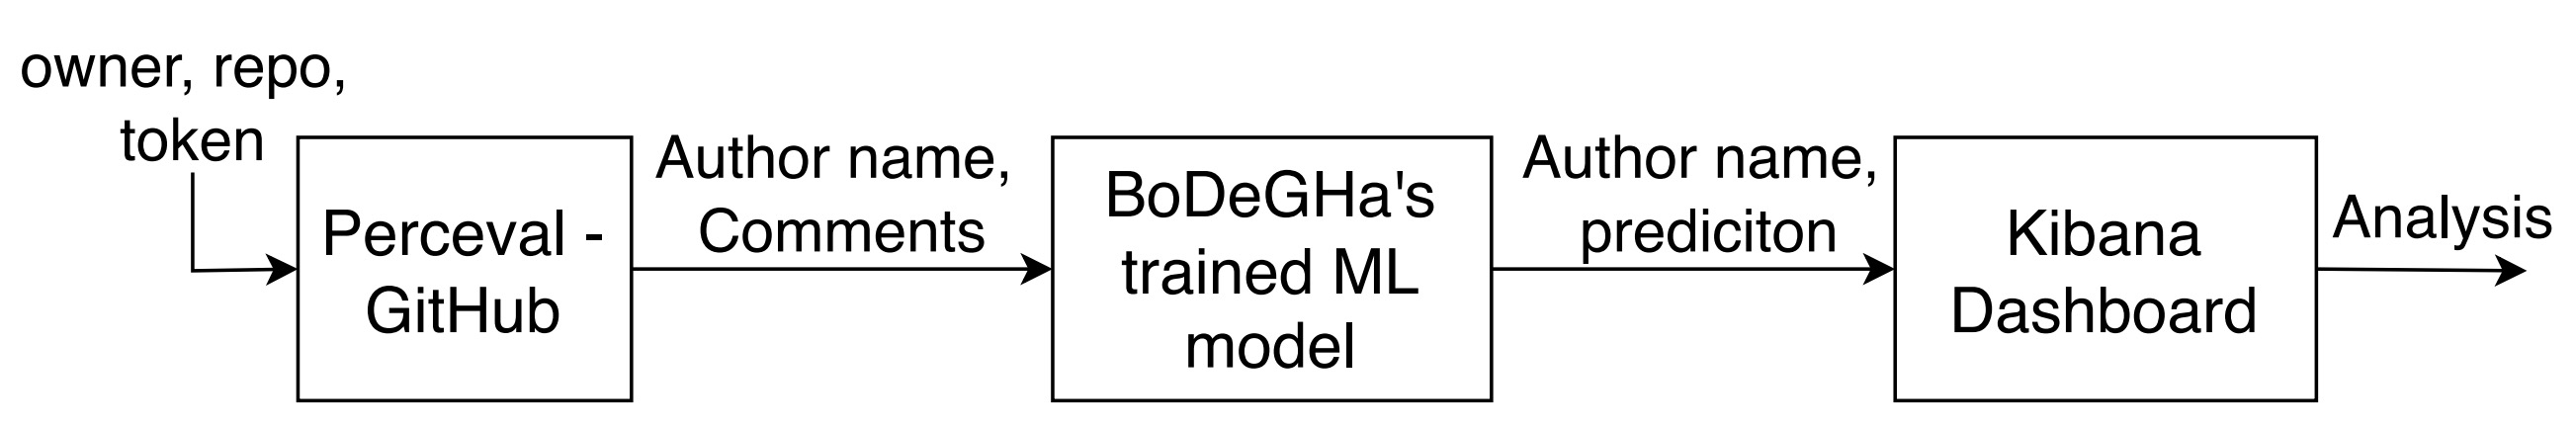 owner, repo,
token
Perceval -
GitHub
Author name,
Comments
BoDeGHa's
trained ML
model
Author name,
prediciton
Kibana
Dashboard
Analysis